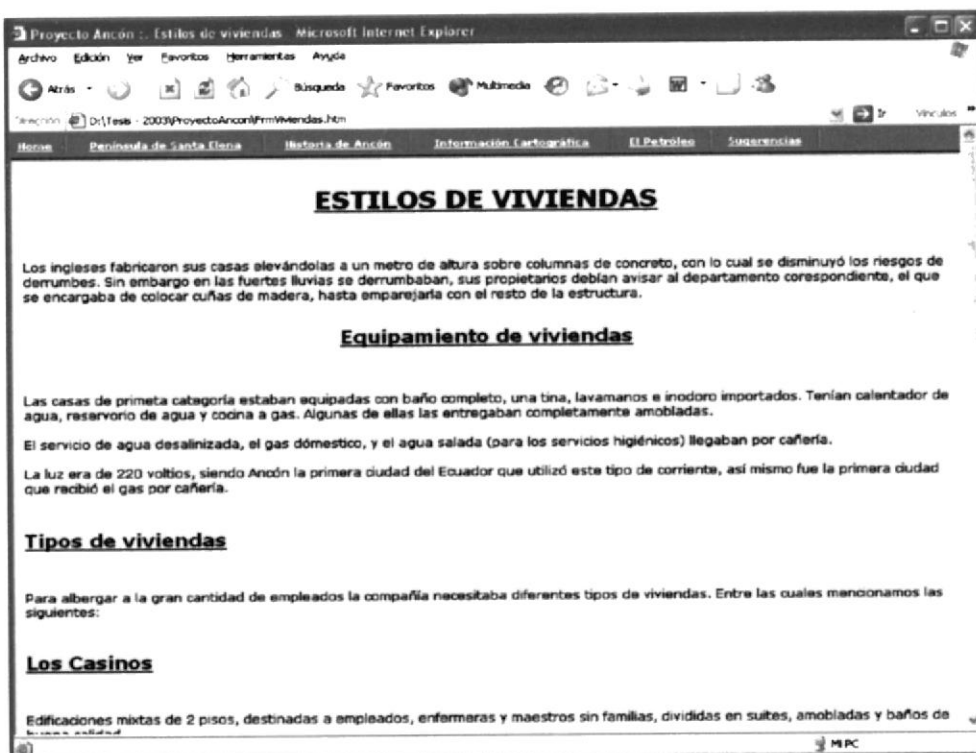 Proyecto Ancón :. Estilos de viviendas Microsoft Internet Explorer
Archivo Edición Ver Favoritos Herramientas Ayuda
Atrás Búsqueda Favoritos Multimedia
Dirección D:\Tesis - 2003\ProyectoAncon\FrmViviendas.htm Ir Vínculos
Home Península de Santa Elena Historia de Ancón Información Cartográfica El Petróleo Sugerencias
ESTILOS DE VIVIENDAS
Los ingleses fabricaron sus casas elevándolas a un metro de altura sobre columnas de concreto, con lo cual se disminuyó los riesgos de
derrumbes. Sin embargo en las fuertes lluvias se derrumbaban, sus propietarios debían avisar al departamento corespondiente, el que
se encargaba de colocar cuñas de madera, hasta emparejarla con el resto de la estructura.
Equipamiento de viviendas
Las casas de primeta categoría estaban equipadas con baño completo, una tina, lavamanos e inodoro importados. Tenían calentador de
agua, reservorio de agua y cocina a gas. Algunas de ellas las entregaban completamente amobladas.
El servicio de agua desalinizada, el gas dómestico, y el agua salada (para los servicios higiénicos) llegaban por cañería.
La luz era de 220 voltios, siendo Ancón la primera ciudad del Ecuador que utilizó este tipo de corriente, así mismo fue la primera ciudad
que recibió el gas por cañería.
Tipos de viviendas
Para albergar a la gran cantidad de empleados la compañía necesitaba diferentes tipos de viviendas. Entre las cuales mencionamos las
siguientes:
Los Casinos
Edificaciones mixtas de 2 pisos, destinadas a empleados, enfermeras y maestros sin familias, divididas en suites, amobladas y baños de
Mi PC